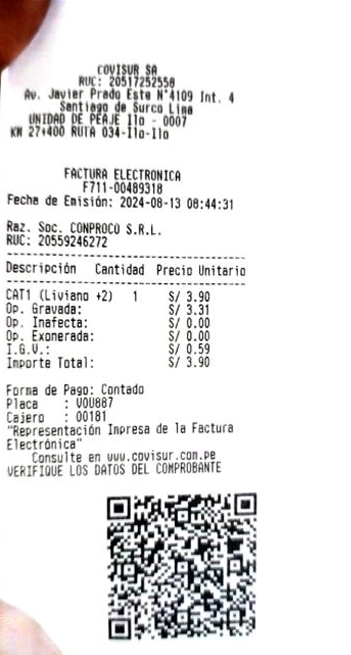 COVISUR SA
RUC: 20517252558
Av. Javier Prado Este N°4109 Int. 4
Santiago de Surco Lima
UNIDAD DE PEAJE Ilo - 0007
KM 27+400 RUTA 034-Ilo-Ilo
FACTURA ELECTRONICA
F711-00489318
Fecha de Emisión: 2024-08-13 08:44:31
Raz. Soc. CONPROCO S.R.L.
RUC: 20559246272
Descripción Cantidad Precio Unitario
CAT1 (Liviano +2) 1 S/ 3.90
Op. Gravada: S/ 3.31
Op. Inafecta: S/ 0.00
Op. Exonerada: S/ 0.00
I.G.V.: S/ 0.59
Importe Total: S/ 3.90
Forma de Pago: Contado
Placa : VOU887
Cajero : 00181
"Representación Impresa de la Factura
Electrónica"
Consulte en www.covisur.com.pe
VERIFIQUE LOS DATOS DEL COMPROBANTE